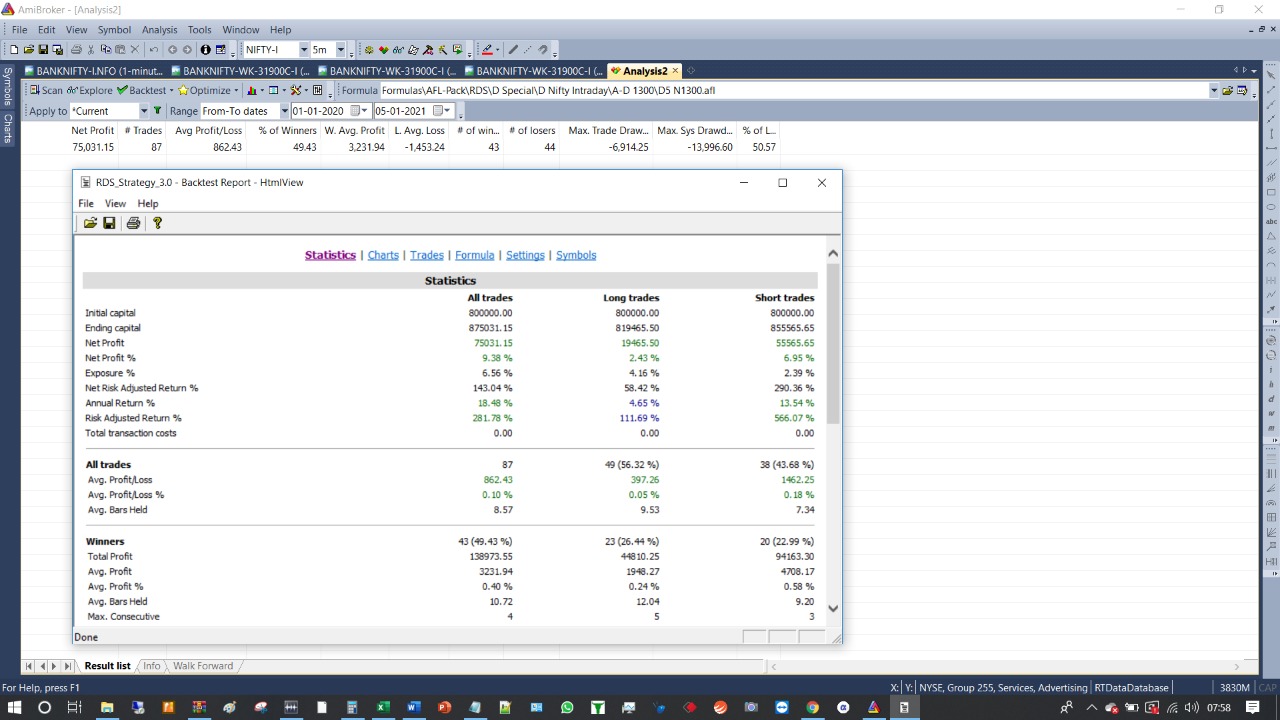 AmiBroker - [Analysis2]
File Edit View Symbol Analysis Tools Insert Window Help
NIFTY-I 5m
BANKNIFTY-I.NFO (1-minut... BANKNIFTY-WK-31900C-I (... BANKNIFTY-WK-31900C-I (... BANKNIFTY-WK-31900C-I (... Analysis2
Symbols
Charts
Scan Explore Backtest Optimize Formula Formulas\AFL-Pack\RDS\D Special\D Nifty Intraday\A-D 1300\D5 N1300.afl
Apply to *Current Range From-To dates 01-01-2020 05-01-2021
Net Profit # Trades Avg Profit/Loss % of Winners W. Avg. Profit L. Avg. Loss # of win... # of losers Max. Trade Draw... Max. Sys Drawd... % of L...
75,031.15 87 862.43 49.43 3,231.94 -1,453.24 43 44 -6,914.25 -13,996.60 50.57
RDS_Strategy_3.0 - Backtest Report - HtmlView
File View Help
Statistics | Charts | Trades | Formula | Settings | Symbols
Statistics
All trades Long trades Short trades
Initial capital 800000.00 800000.00 800000.00
Ending capital 875031.15 819465.50 855565.65
Net Profit 75031.15 19465.50 55565.65
Net Profit % 9.38 % 2.43 % 6.95 %
Exposure % 6.56 % 4.16 % 2.39 %
Net Risk Adjusted Return % 143.04 % 58.42 % 290.36 %
Annual Return % 18.48 % 4.65 % 13.54 %
Risk Adjusted Return % 281.78 % 111.69 % 566.07 %
Total transaction costs 0.00 0.00 0.00
All trades 87 49 (56.32 %) 38 (43.68 %)
Avg. Profit/Loss 862.43 397.26 1462.25
Avg. Profit/Loss % 0.10 % 0.05 % 0.18 %
Avg. Bars Held 8.57 9.53 7.34
Winners 43 (49.43 %) 23 (26.44 %) 20 (22.99 %)
Total Profit 138973.55 44810.25 94163.30
Avg. Profit 3231.94 1948.27 4708.17
Avg. Profit % 0.40 % 0.24 % 0.58 %
Avg. Bars Held 10.72 12.04 9.20
Max. Consecutive 4 5 3
Done
Result list Info Walk Forward
For Help, press F1 X: Y: NYSE, Group 255, Services, Advertising RTDataDatabase 3830M CAP
07:58